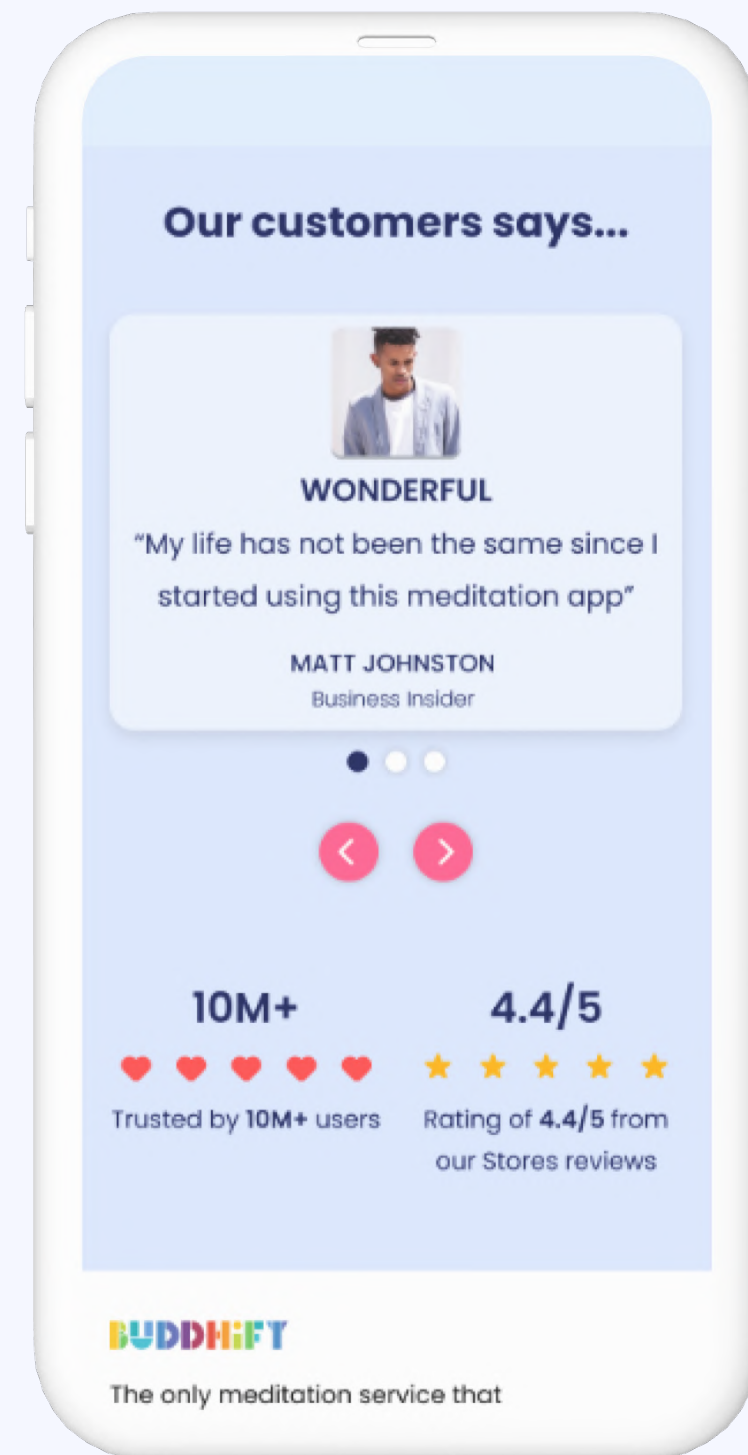 Our customers says...
WONDERFUL
“My life has not been the same since I
started using this meditation app”
MATT JOHNSTON
Business Insider
10M+
Trusted by 10M+ users
4.4/5
Rating of 4.4/5 from
our Stores reviews
BUDDHiFT
The only meditation service that